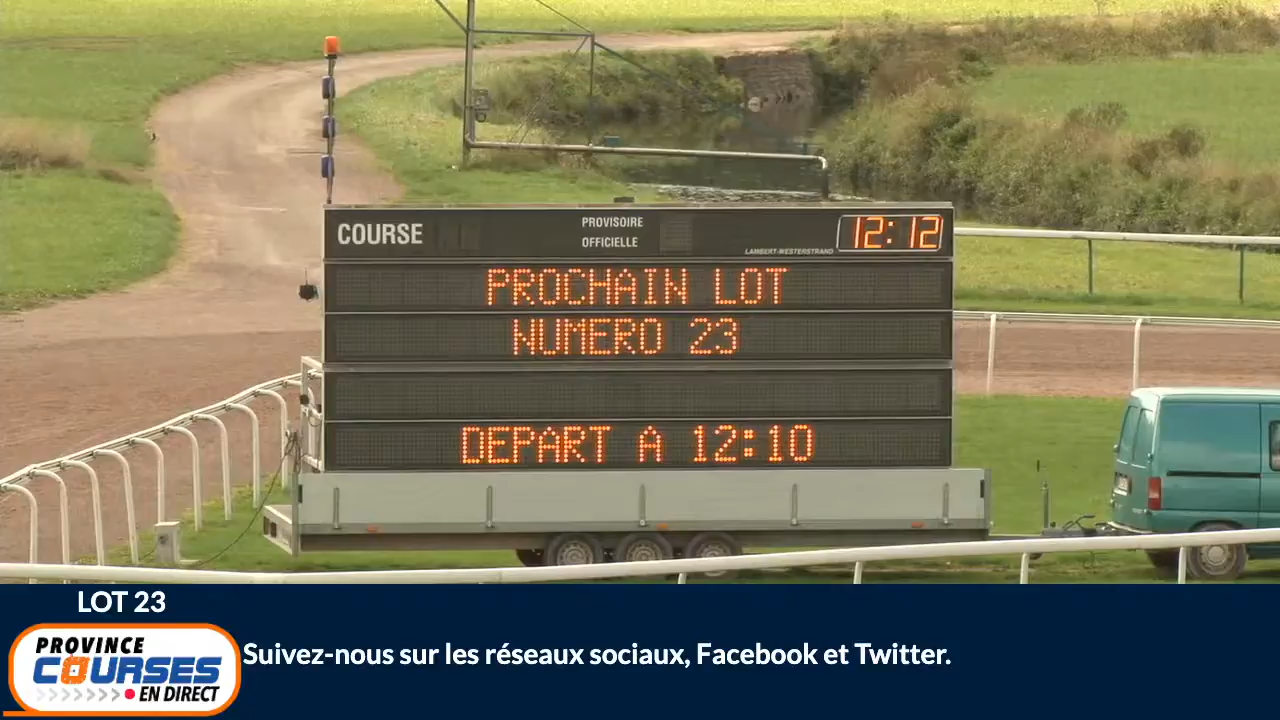 COURSE
PROVISOIRE
OFFICIELLE
LAMBERT-WESTERSTRAND
12:12
PROCHAIN LOT
NUMERO 23
DEPART A 12:10
LOT 23
PROVINCE
COURSES
EN DIRECT
Suivez-nous sur les réseaux sociaux, Facebook et Twitter.